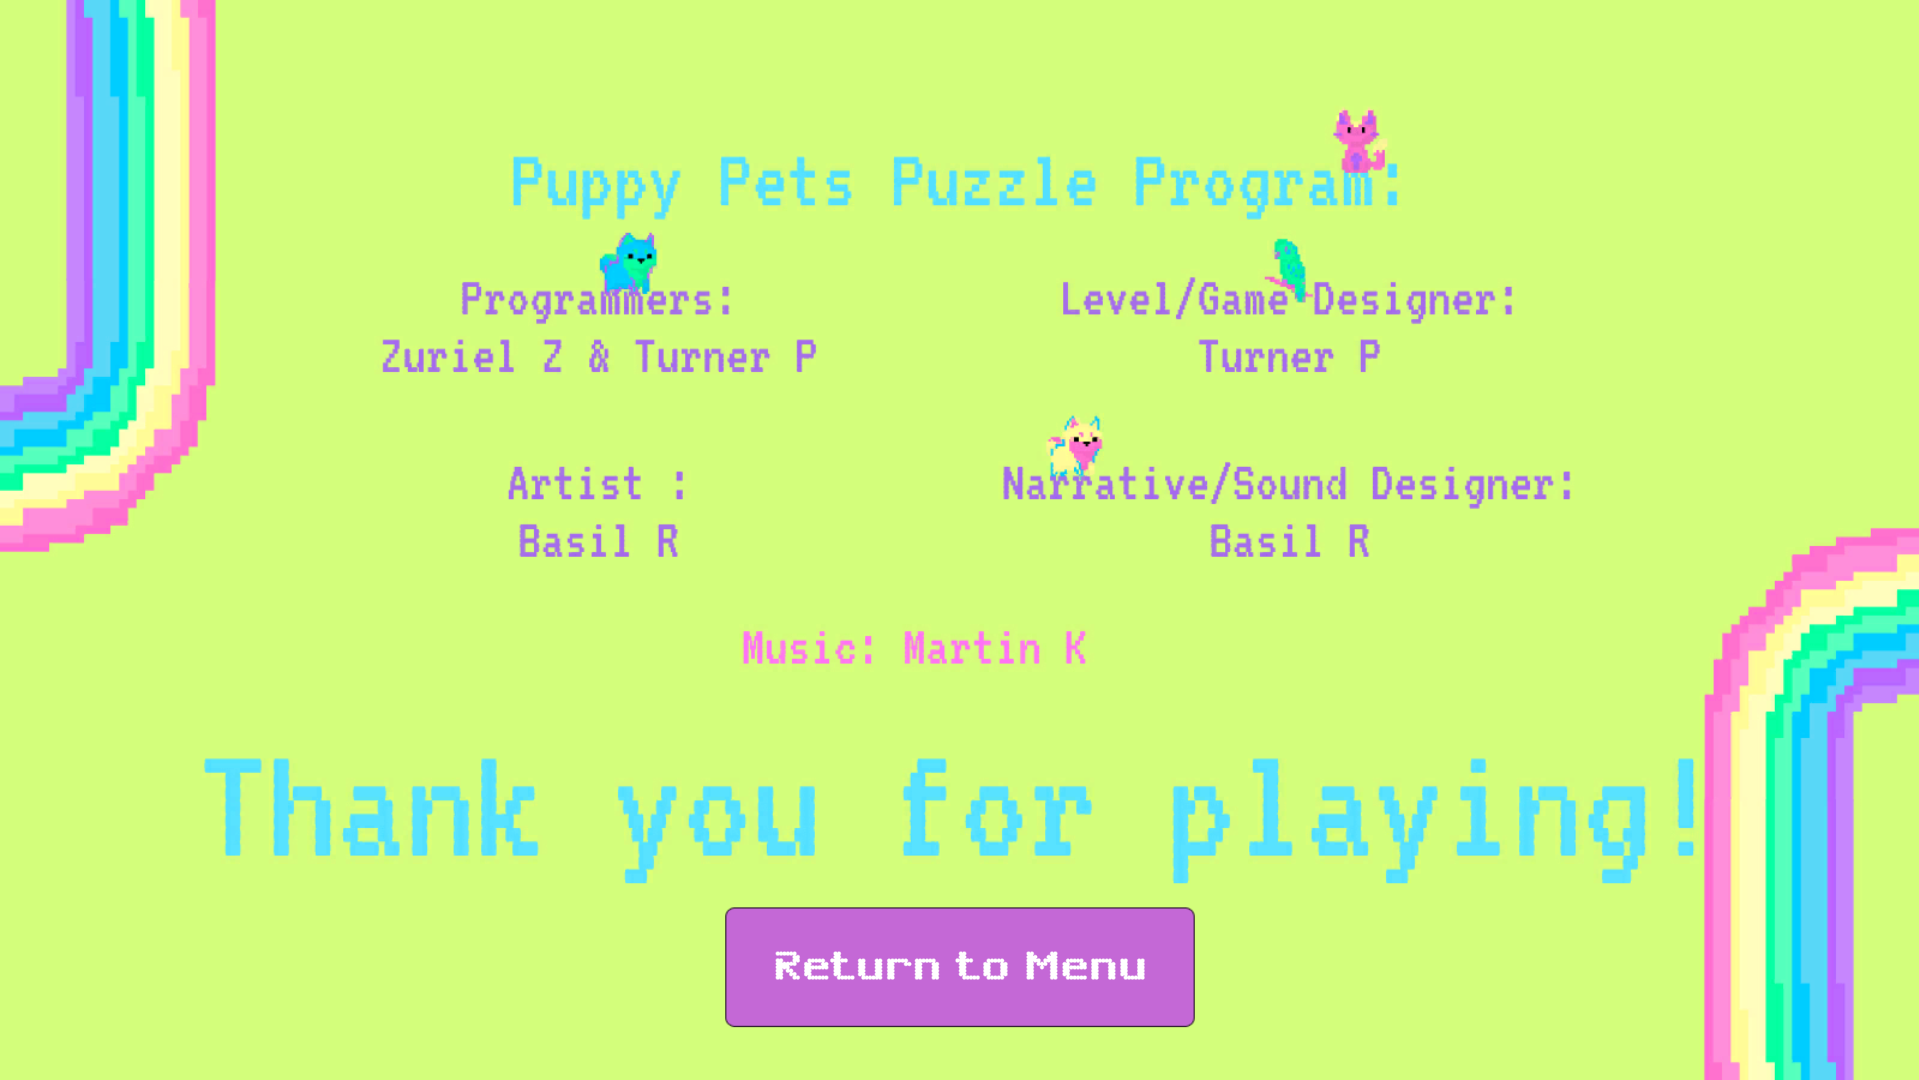 Puppy Pets Puzzle Program:
Programmers:
Zuriel Z & Turner P
Level/Game Designer:
Turner P
Artist :
Basil R
Narrative/Sound Designer:
Basil R
Music: Martin K
Thank you for playing!
Return to Menu